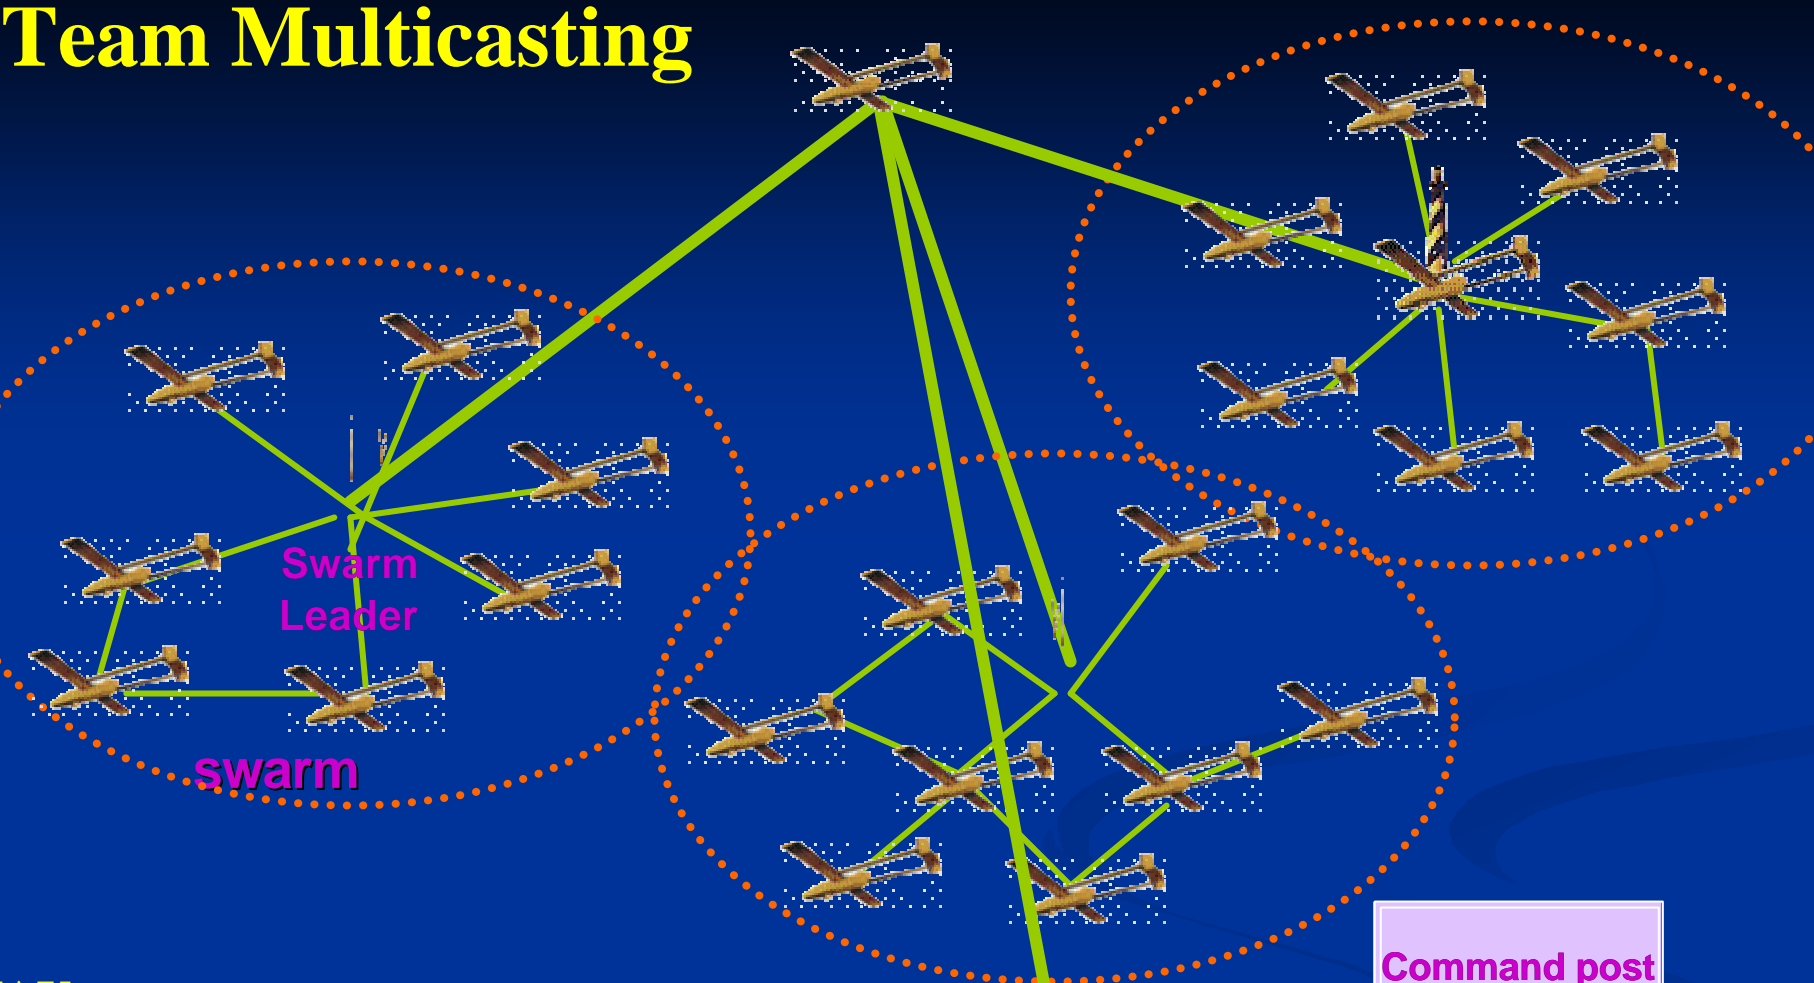 Team Multicasting
Swarm
Leader
swarm
Command post